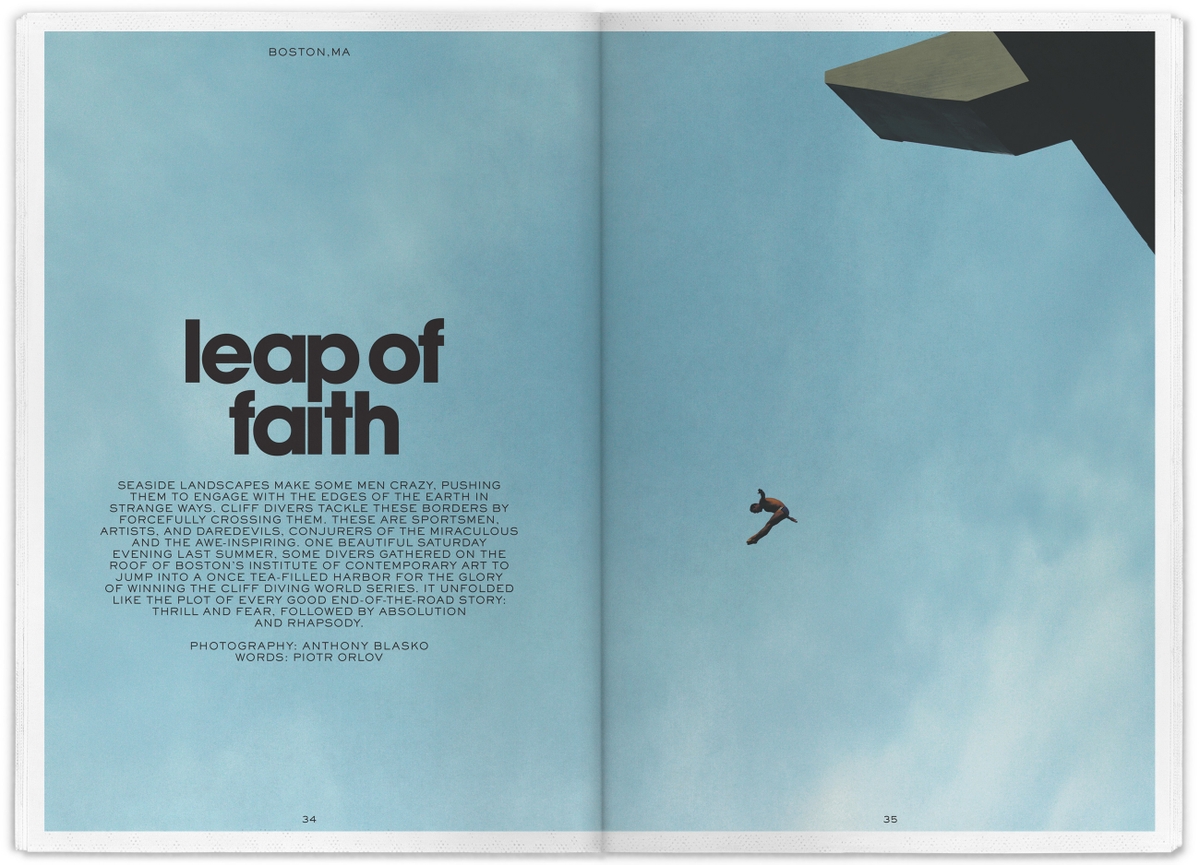 BOSTON,MA
leap of
faith
SEASIDE LANDSCAPES MAKE SOME MEN CRAZY, PUSHING
THEM TO ENGAGE WITH THE EDGES OF THE EARTH IN
STRANGE WAYS. CLIFF DIVERS TACKLE THESE BORDERS BY
FORCEFULLY CROSSING THEM. THESE ARE SPORTSMEN,
ARTISTS, AND DAREDEVILS, CONJURERS OF THE MIRACULOUS
AND THE AWE-INSPIRING. ONE BEAUTIFUL SATURDAY
EVENING LAST SUMMER, SOME DIVERS GATHERED ON THE
ROOF OF BOSTON'S INSTITUTE OF CONTEMPORARY ART TO
JUMP INTO A ONCE TEA-FILLED HARBOR FOR THE GLORY
OF WINNING THE CLIFF DIVING WORLD SERIES. IT UNFOLDED
LIKE THE PLOT OF EVERY GOOD END-OF-THE-ROAD STORY:
THRILL AND FEAR, FOLLOWED BY ABSOLUTION
AND RHAPSODY.
PHOTOGRAPHY: ANTHONY BLASKO
WORDS: PIOTR ORLOV
34
35